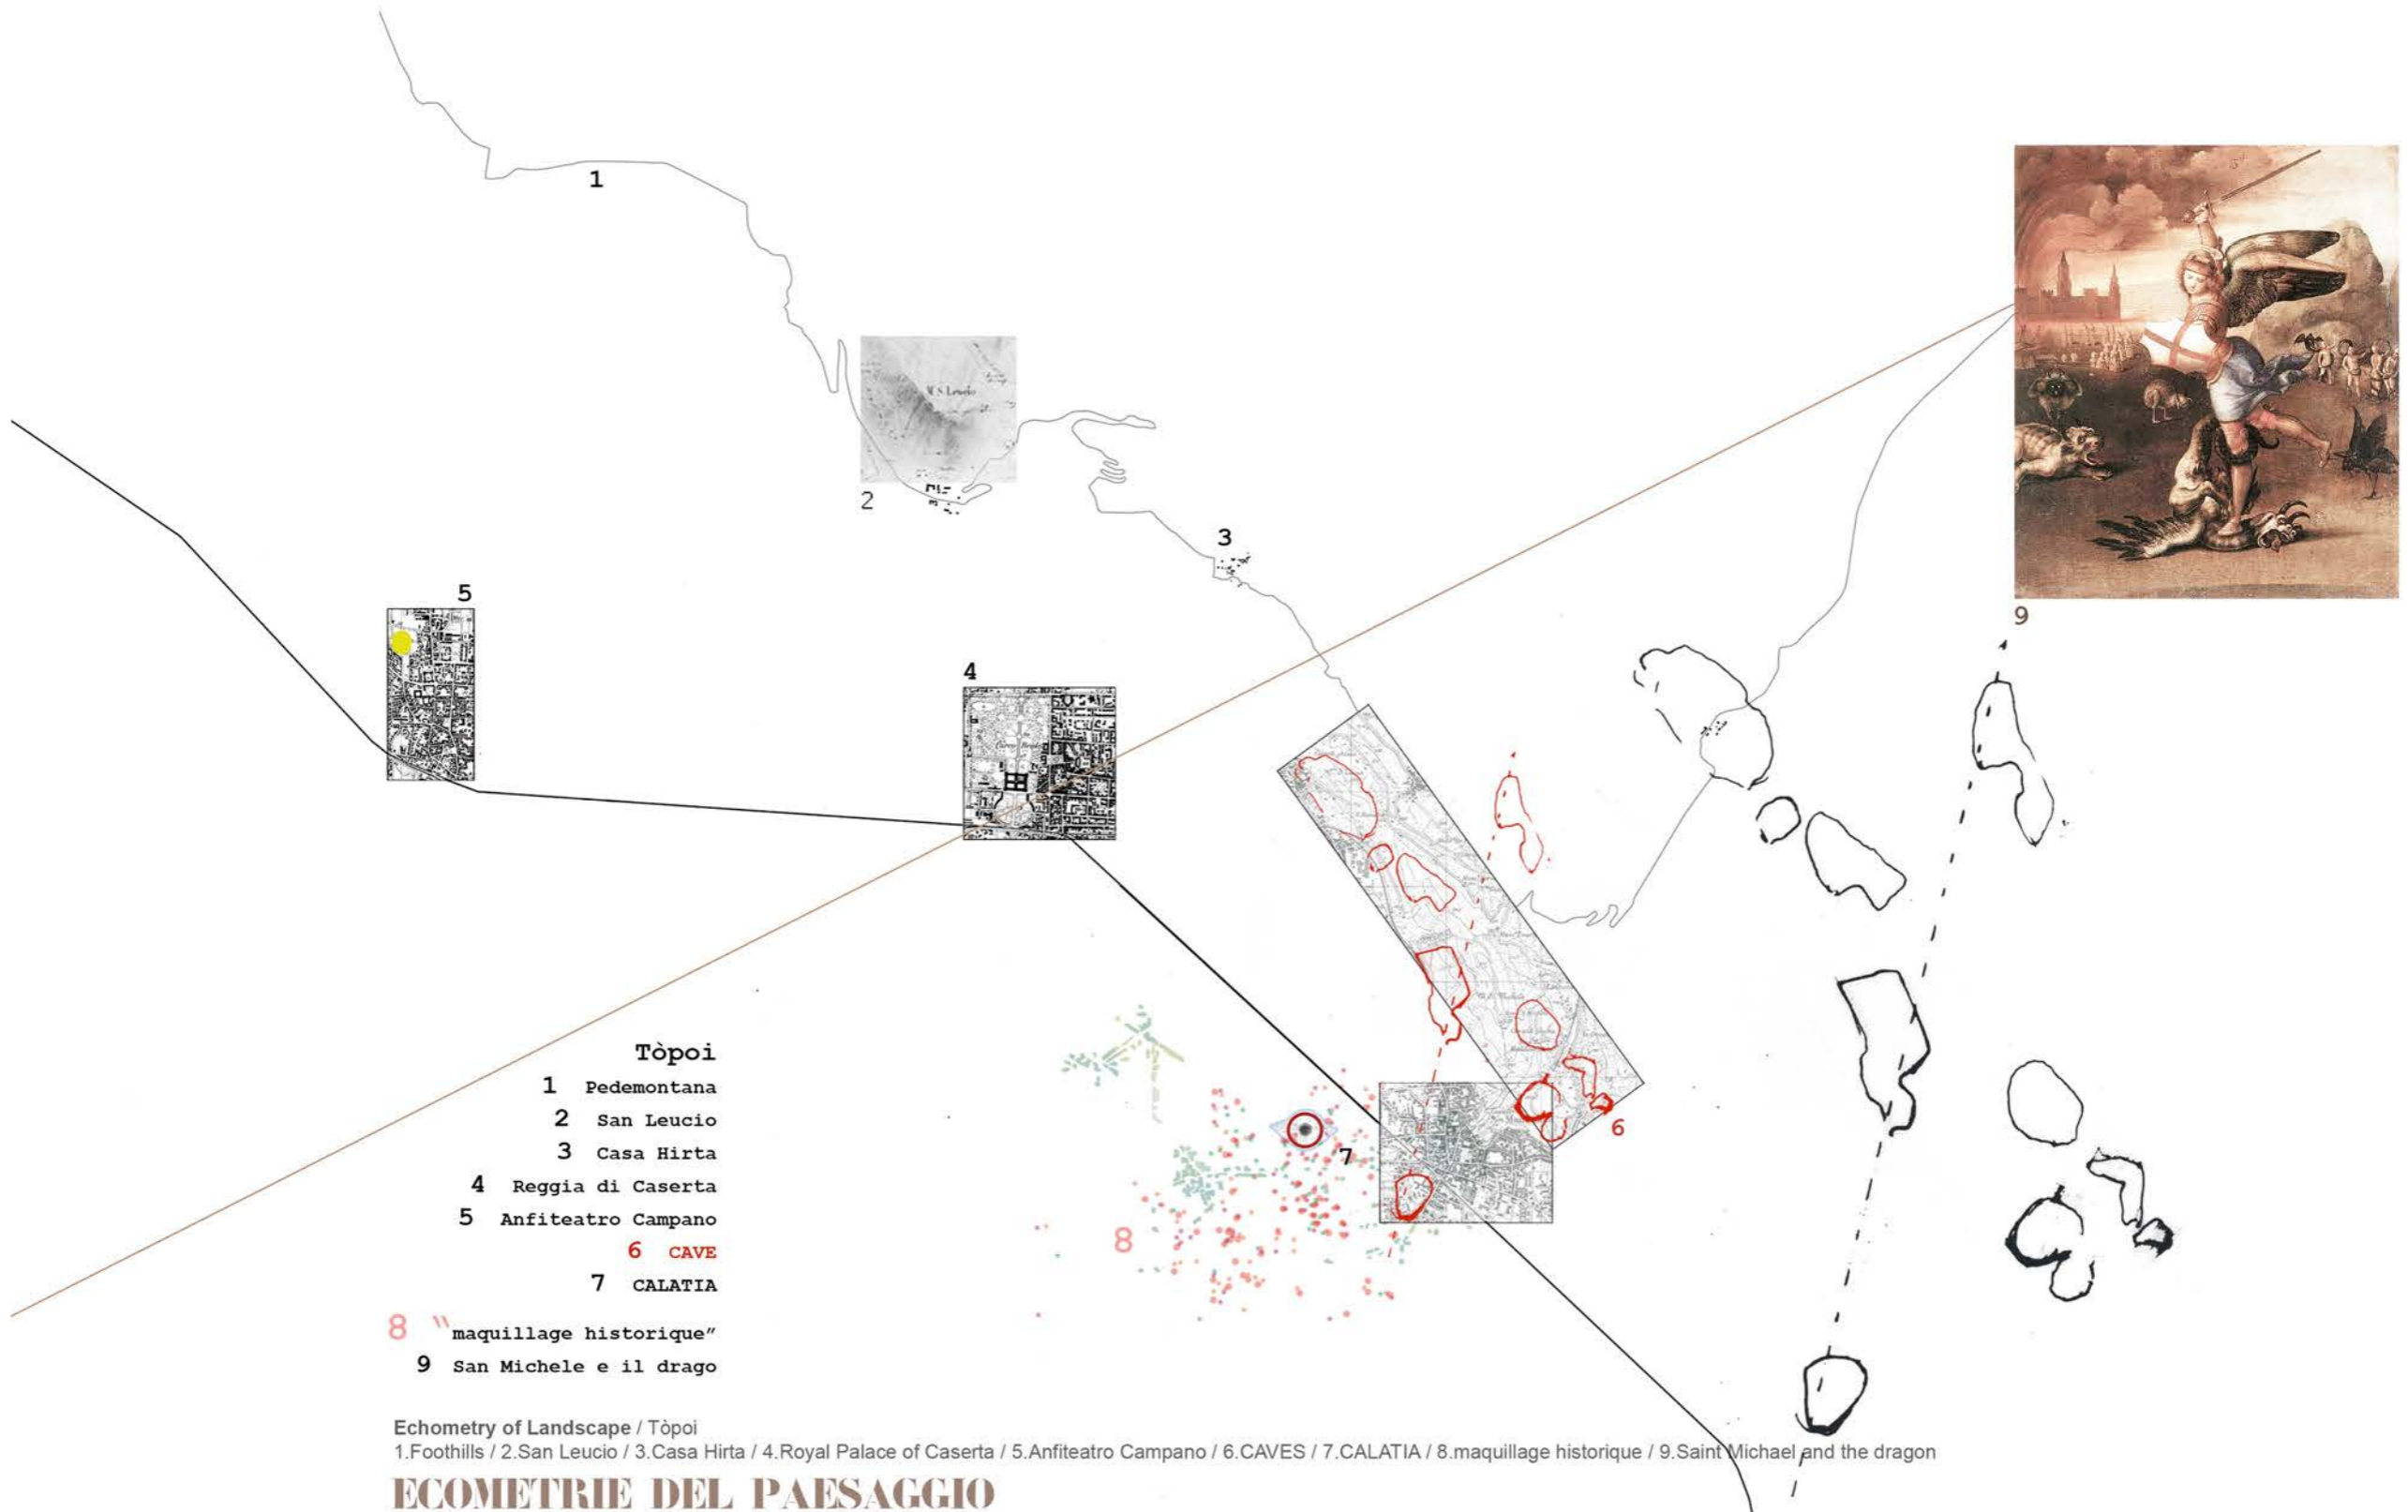 1
M. S. Leucio
2
3
5
4
9
6
7
8
Tòpoi
1 Pedemontana
2 San Leucio
3 Casa Hirta
4 Reggia di Caserta
5 Anfiteatro Campano
6 CAVE
7 CALATIA
8 "maquillage historique"
9 San Michele e il drago
Echometry of Landscape / Tòpoi
1.Foothills / 2.San Leucio / 3.Casa Hirta / 4.Royal Palace of Caserta / 5.Anfiteatro Campano / 6.CAVES / 7.CALATIA / 8.maquillage historique / 9.Saint Michael and the dragon
ECOMETRIE DEL PAESAGGIO